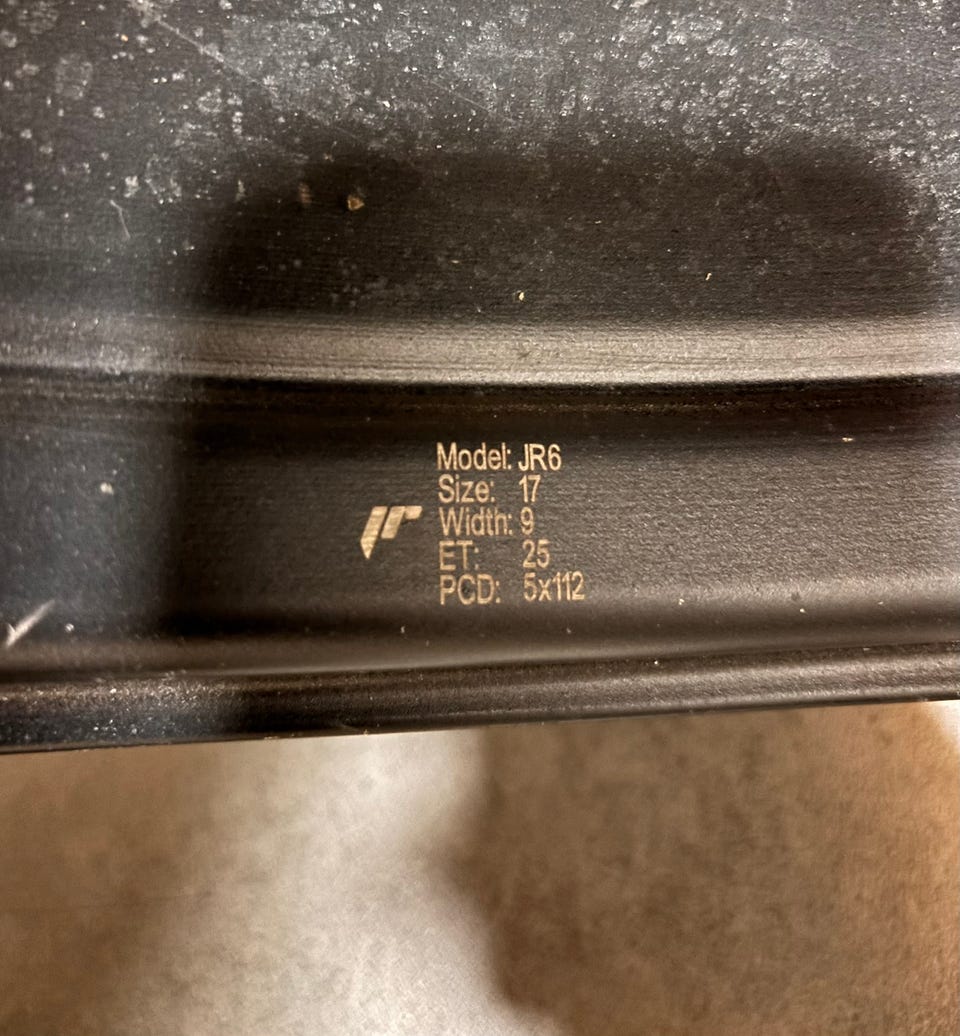 Model: JR6
Size: 17
Width: 9
ET: 25
PCD: 5x112